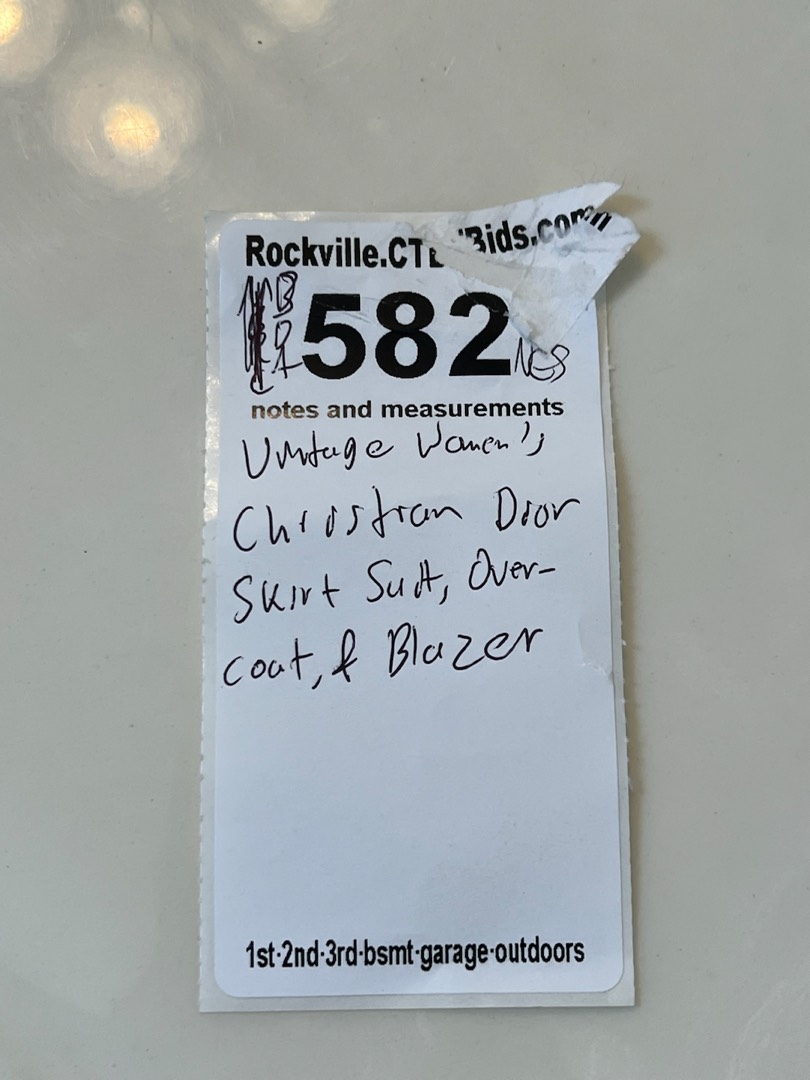 Rockville.CT Bids.com
582
NES
notes and measurements
Vintage Women's
Christian Dior
Skirt Suit, Over-
coat, & Blazer
1st·2nd·3rd·bsmt·garage·outdoors